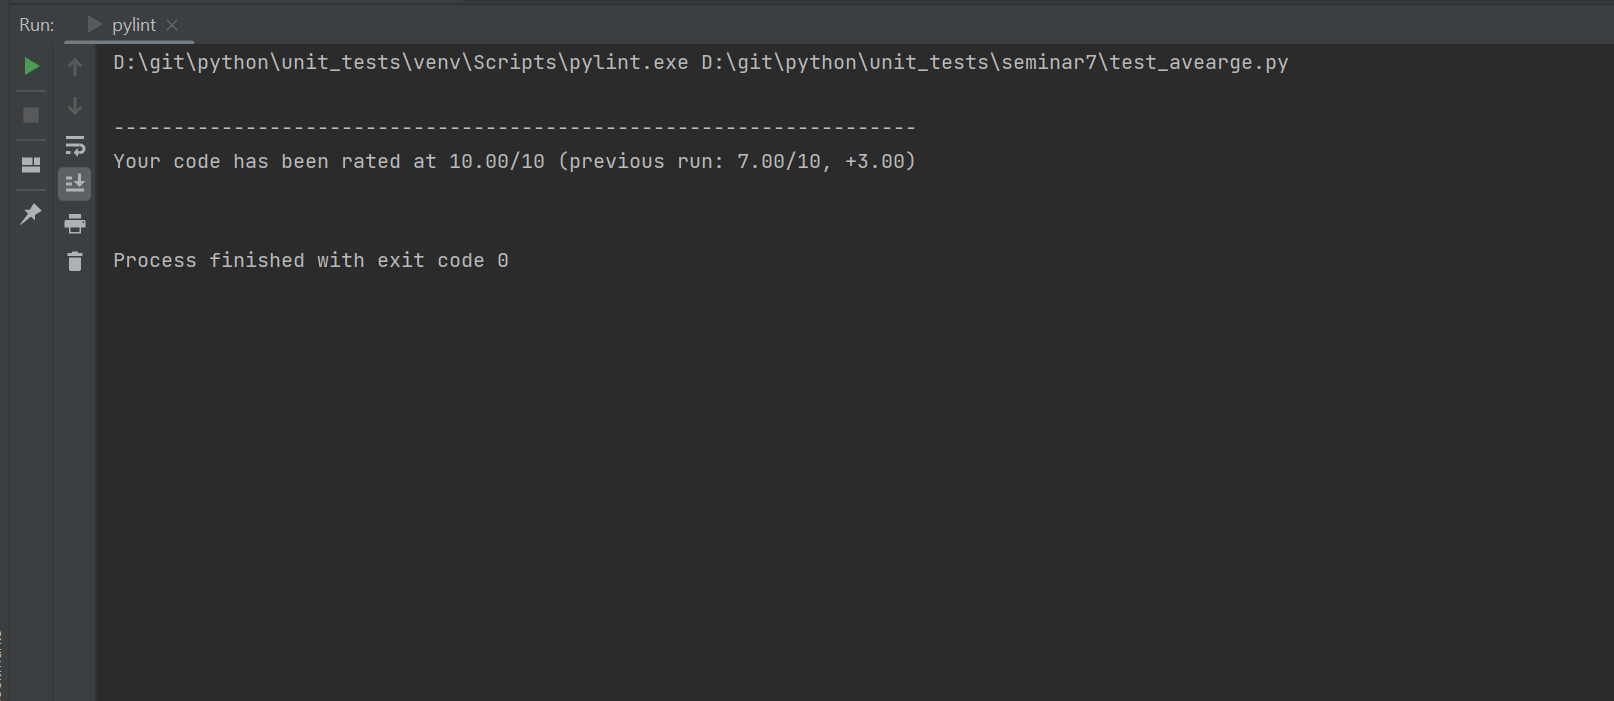 Run: pylint
D:\git\python\unit_tests\venv\Scripts\pylint.exe D:\git\python\unit_tests\seminar7\test_avearge.py
-------------------------------------------------------------------
Your code has been rated at 10.00/10 (previous run: 7.00/10, +3.00)
Process finished with exit code 0